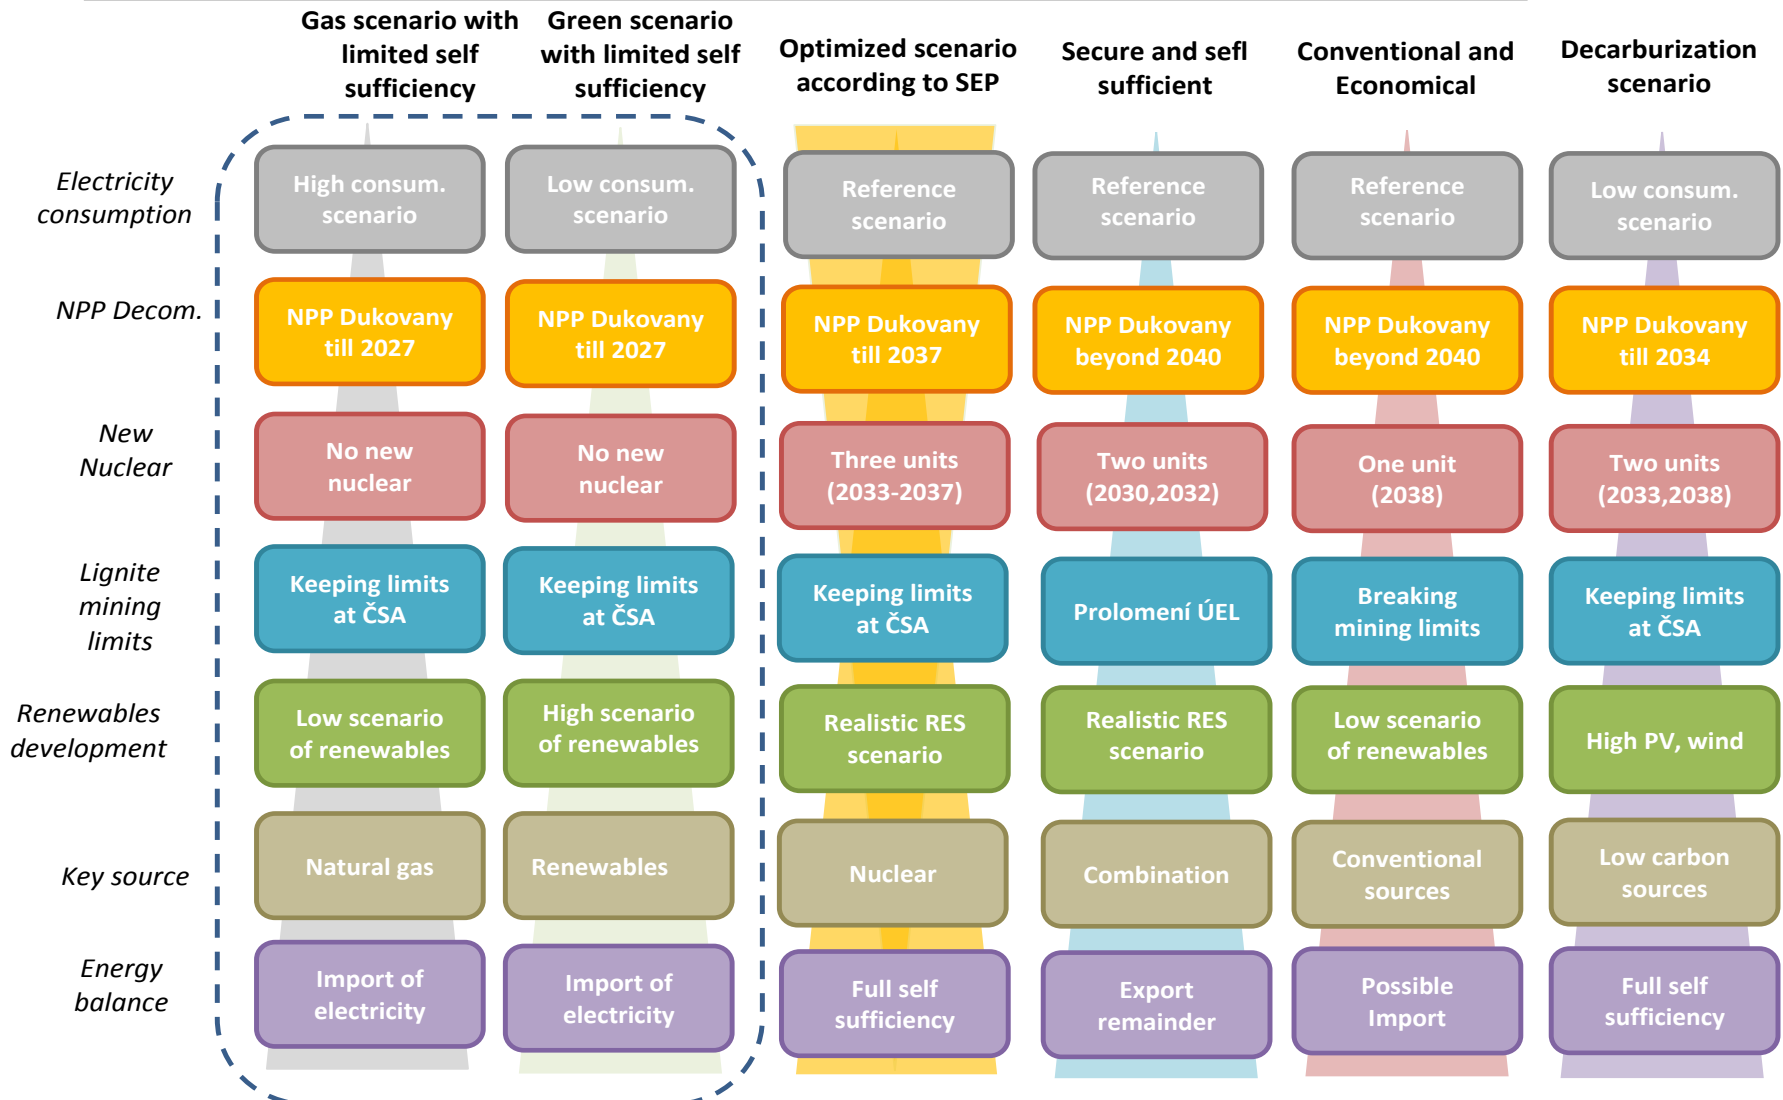 Gas scenario with
limited self
sufficiency
Green scenario
with limited self
sufficiency
Optimized scenario
according to SEP
Secure and sefl
sufficient
Conventional and
Economical
Decarburization
scenario
Electricity
consumption
High consum.
scenario
Low consum.
scenario
Reference
scenario
Reference
scenario
Reference
scenario
Low consum.
scenario
NPP Decom.
NPP Dukovany
till 2027
NPP Dukovany
till 2027
NPP Dukovany
till 2037
NPP Dukovany
beyond 2040
NPP Dukovany
beyond 2040
NPP Dukovany
till 2034
New
Nuclear
No new
nuclear
No new
nuclear
Three units
(2033-2037)
Two units
(2030,2032)
One unit
(2038)
Two units
(2033,2038)
Lignite
mining
limits
Keeping limits
at ČSA
Keeping limits
at ČSA
Keeping limits
at ČSA
Prolomení ÚEL
Breaking
mining limits
Keeping limits
at ČSA
Renewables
development
Low scenario
of renewables
High scenario
of renewables
Realistic RES
scenario
Realistic RES
scenario
Low scenario
of renewables
High PV, wind
Key source
Natural gas
Renewables
Nuclear
Combination
Conventional
sources
Low carbon
sources
Energy
balance
Import of
electricity
Import of
electricity
Full self
sufficiency
Export
remainder
Possible
Import
Full self
sufficiency